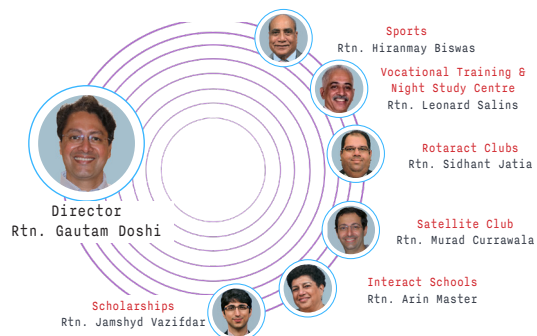 Sports
Rtn. Hiranmay Biswas
Vocational Training &
Night Study Centre
Rtn. Leonard Salins
Rotaract Clubs
Rtn. Sidhant Jatia
Director
Rtn. Gautam Doshi
Satellite Club
Rtn. Murad Currawala
Interact Schools
Rtn. Arin Master
Scholarships
Rtn. Jamshyd Vazifdar